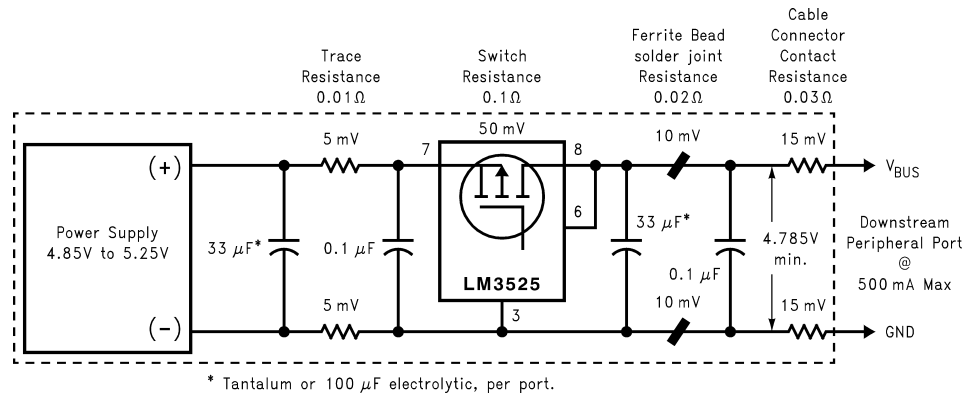 Trace
Resistance
0.01Ω
Switch
Resistance
0.1Ω
Ferrite Bead
solder joint
Resistance
0.02Ω
Cable
Connector
Contact
Resistance
0.03Ω
5 mV
50 mV
10 mV
15 mV
(+)
7
8
VBUS
6
Power Supply
4.85V to 5.25V
33 μF*
0.1 μF
LM3525
33 μF*
0.1 μF
4.785V
min.
Downstream
Peripheral Port
@
500 mA Max
5 mV
3
10 mV
15 mV
(-)
GND
* Tantalum or 100 μF electrolytic, per port.